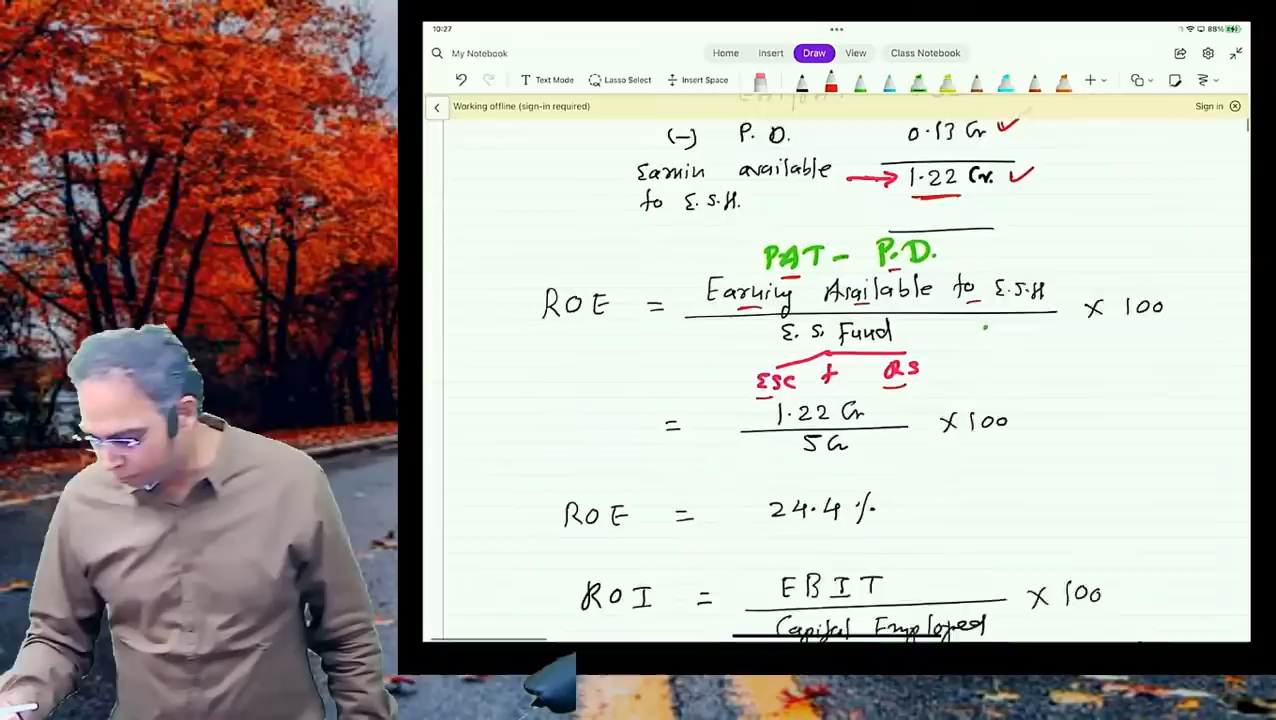 10:27
88%
My Notebook
Home Insert Draw View Class Notebook
Text Mode Lasso Select Insert Space
Working offline (sign-in required) Sign in
(-) P. D. 0.13 Cr
Earnin available 1.22 Cr.
to E.S.H.
PAT - P.D.
ROE = Earning Available to E.S.H × 100
E. S. Fund
ESC + RS
= 1.22 Cr × 100
5 Cr
ROE = 24.4 %
ROI = EBIT × 100
Capital Employed